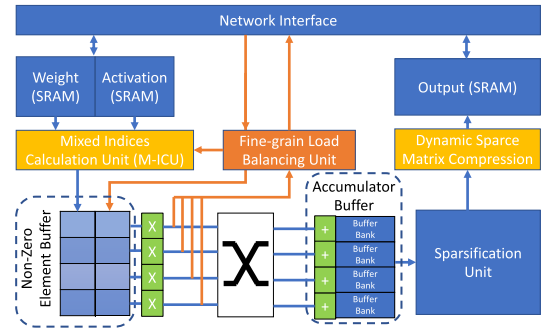 Network Interface
Weight
(SRAM)
Activation
(SRAM)
Output (SRAM)
Mixed Indices
Calculation Unit (M-ICU)
Fine-grain Load
Balancing Unit
Dynamic Sparce
Matrix Compression
Non-Zero
Element Buffer
X
X
X
X
Accumulator
Buffer
+
Buffer
Bank
+
Buffer
Bank
+
Buffer
Bank
+
Buffer
Bank
Sparsification
Unit